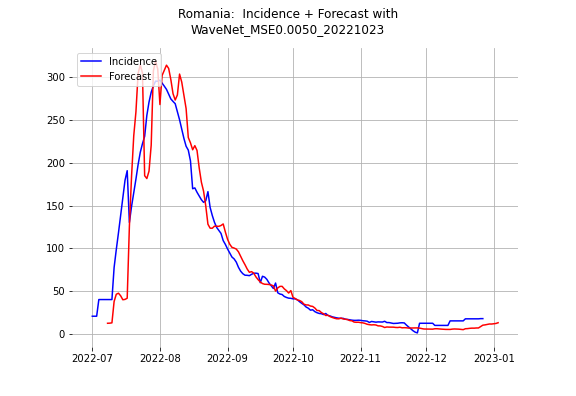 Romania:  Incidence + Forecast with
WaveNet_MSE0.0050_20221023
Incidence
Forecast
300
250
200
150
100
50
0
2022-07 2022-08 2022-09 2022-10 2022-11 2022-12 2023-01